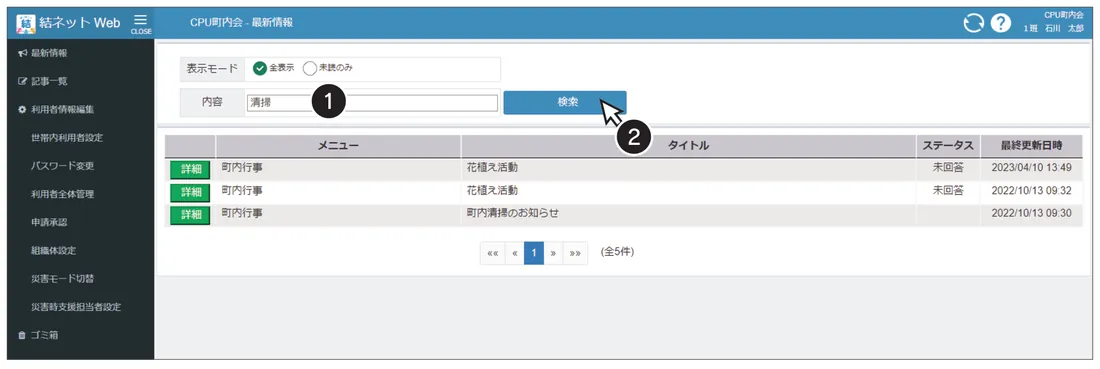 結ネット Web
CLOSE
CPU町内会 - 最新情報
CPU町内会
1 班 石川 太郎
最新情報
記事一覧
利用者情報編集
世帯内利用者設定
パスワード変更
利用者全体管理
申請承認
組織体設定
災害モード切替
災害時支援担当者設定
ゴミ箱
表示モード 全表示 未読のみ
内容 清掃 1 検索
2
メニュー タイトル ステータス 最終更新日時
詳細 町内行事 花植え活動 未回答 2023/04/10 13:49
詳細 町内行事 花植え活動 未回答 2022/10/13 09:32
詳細 町内行事 町内清掃のお知らせ 2022/10/13 09:30
«« « 1 » »» (全5件)